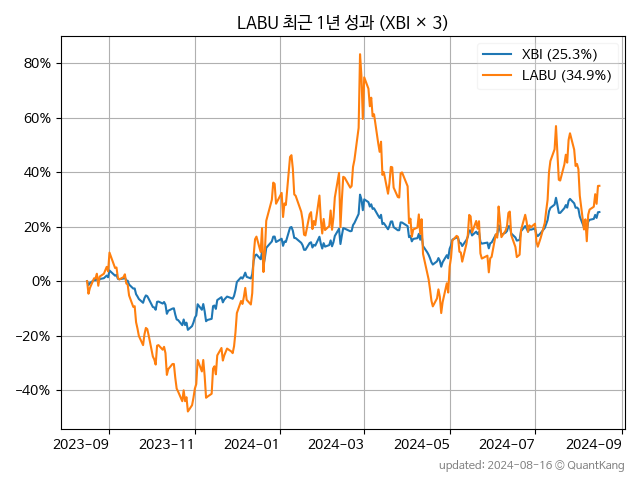 LABU 최근 1년 성과 (XBI × 3)
XBI (25.3%)
LABU (34.9%)
80%
60%
40%
20%
0%
−20%
−40%
2023-09 2023-11 2024-01 2024-03 2024-05 2024-07 2024-09
updated: 2024-08-16 © QuantKang